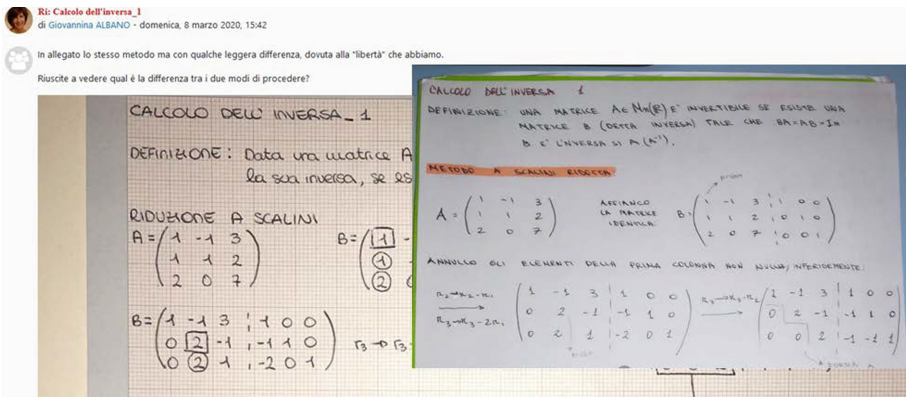 Ri: Calcolo dell'inversa_1
di Giovannina ALBANO - domenica, 8 marzo 2020, 15:42
In allegato lo stesso metodo ma con qualche leggera differenza, dovuta alla "libertà" che abbiamo.
Riuscite a vedere qual é la differenza tra i due modi di procedere?
CALCOLO DELL' INVERSA_1
DEFINIZIONE: Data una matrice A
la sua inversa, se es
RIDUZIONE A SCALINI
A = (1 -1 3
1 1 2
2 0 7)
B = (1 -
1
2 0
B = (1 -1 3 | 1 0 0
0 2 -1 | -1 1 0
0 2 1 | -2 0 1)
r3 → r3-
CALCOLO DELL'INVERSA 1
DEFINIZIONE: UNA MATRICE A∈Mn(R) E' INVERTIBILE SE ESISTE UNA
MATRICE B (DETTA INVERSA) TALE CHE BA=AB=In
B E' L'INVERSA DI A (A⁻¹).
METODO A SCALINI RIDOTTA
A = (1 -1 3
1 1 2
2 0 7)
AFFIANCO
LA MATRICE
IDENTICA
B = (1 -1 3 | 1 0 0
1 1 2 | 0 1 0
2 0 7 | 0 0 1)
ANNULLO GLI ELEMENTI DELLA PRIMA COLONNA NON NULLI, INFERIORMENTE:
R2→R2-R1
R3→R3-2R1
(1 -1 3 | 1 0 0
0 2 -1 | -1 1 0
0 2 1 | -2 0 1)
R3→R3-R2
(1 -1 3 | 1 0 0
0 2 -1 | -1 1 0
0 0 2 | -1 -1 1)